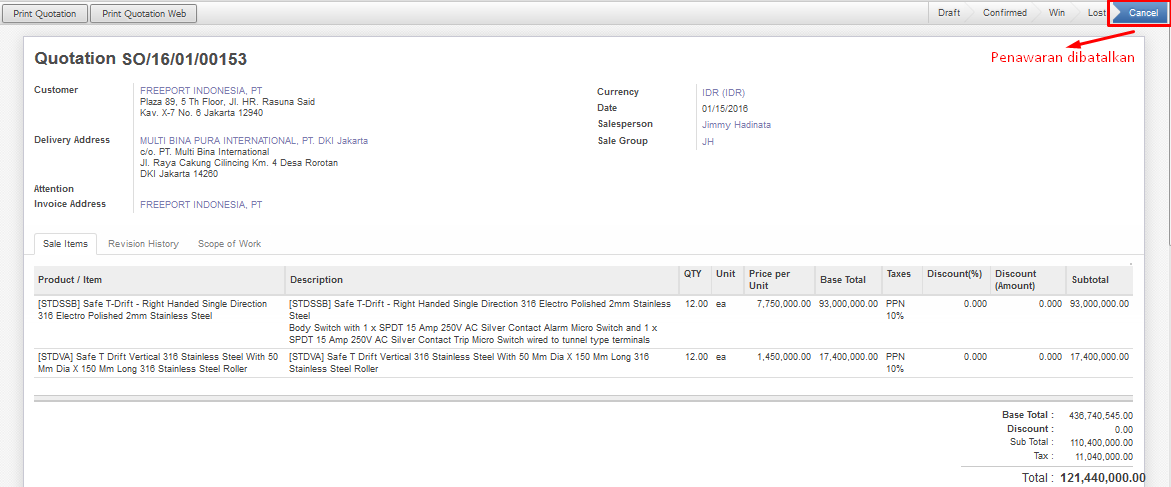 Print Quotation Print Quotation Web Draft Confirmed Win Lost Cancel
Penawaran dibatalkan
Quotation SO/16/01/00153
Customer FREEPORT INDONESIA, PT
Plaza 89, 5 Th Floor, Jl. HR. Rasuna Said
Kav. X-7 No. 6 Jakarta 12940
Delivery Address MULTI BINA PURA INTERNATIONAL, PT. DKI Jakarta
c/o. PT. Multi Bina International
Jl. Raya Cakung Cilincing Km. 4 Desa Rorotan
DKI Jakarta 14260
Attention
Invoice Address FREEPORT INDONESIA, PT
Currency IDR (IDR)
Date 01/15/2016
Salesperson Jimmy Hadinata
Sale Group JH
Sale Items Revision History Scope of Work
Product / Item Description QTY Unit Price per Unit Base Total Taxes Discount(%) Discount (Amount) Subtotal
[STDSSB] Safe T-Drift - Right Handed Single Direction
316 Electro Polished 2mm Stainless Steel
[STDSSB] Safe T-Drift - Right Handed Single Direction 316 Electro Polished 2mm Stainless
Steel
Body Switch with 1 x SPDT 15 Amp 250V AC Silver Contact Alarm Micro Switch and 1 x
SPDT 15 Amp 250V AC Silver Contact Trip Micro Switch wired to tunnel type terminals
12.00 ea 7,750,000.00 93,000,000.00 PPN 10% 0.000 0.000 93,000,000.00
[STDVA] Safe T Drift Vertical 316 Stainless Steel With 50
Mm Dia X 150 Mm Long 316 Stainless Steel Roller
[STDVA] Safe T Drift Vertical 316 Stainless Steel With 50 Mm Dia X 150 Mm Long 316
Stainless Steel Roller
12.00 ea 1,450,000.00 17,400,000.00 PPN 10% 0.000 0.000 17,400,000.00
Base Total : 436,740,545.00
Discount : 0.00
Sub Total : 110,400,000.00
Tax : 11,040,000.00
Total : 121,440,000.00